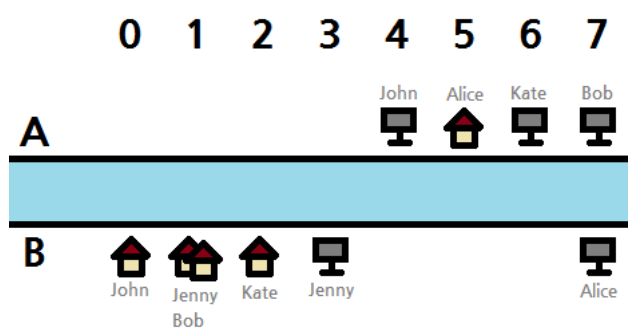 0 1 2 3 4 5 6 7
John Alice Kate Bob
A
B
John Jenny Kate Jenny Alice
Bob